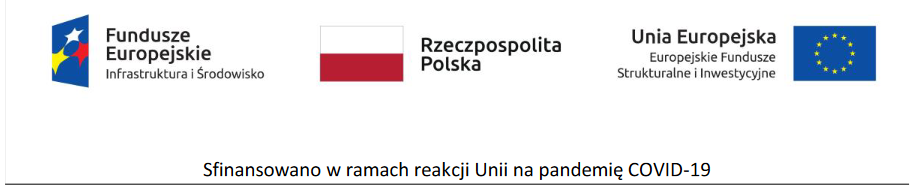 Fundusze
Europejskie
Infrastruktura i Środowisko
Rzeczpospolita
Polska
Unia Europejska
Europejskie Fundusze
Strukturalne i Inwestycyjne
Sfinansowano w ramach reakcji Unii na pandemię COVID-19